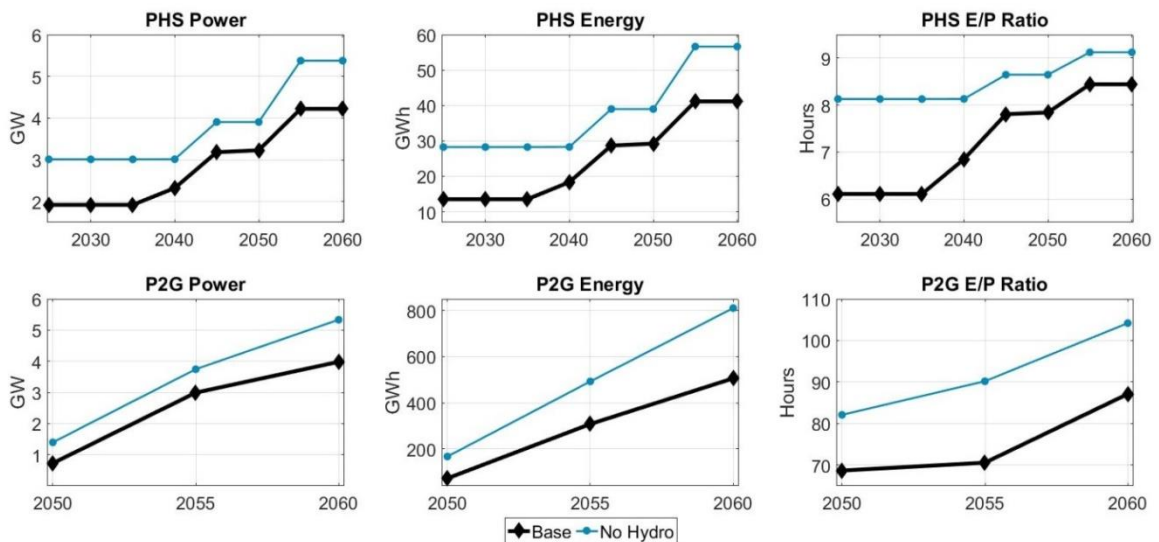 PHS Power
6
5
4
3
2
GW
2030 2040 2050 2060
PHS Energy
60
50
40
30
20
10
GWh
2030 2040 2050 2060
PHS E/P Ratio
9
8
7
6
Hours
2030 2040 2050 2060
P2G Power
6
5
4
3
2
1
GW
2050 2055 2060
P2G Energy
800
600
400
200
GWh
2050 2055 2060
P2G E/P Ratio
110
100
90
80
70
Hours
2050 2055 2060
Base No Hydro